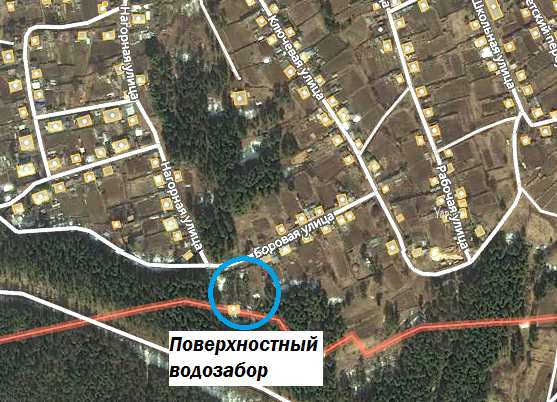 Нагорная улица
Ключевая улица
Школьная улица
Нагорная улица
Рабочая улица
Боровая улица
Поверхностный
водозабор